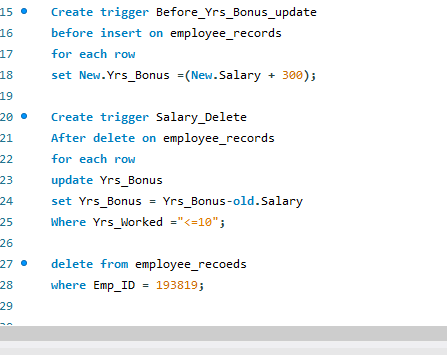 15 Create trigger Before_Yrs_Bonus_update
16 before insert on employee_records
17 for each row
18 set New.Yrs_Bonus =(New.Salary + 300);
19
20 Create trigger Salary_Delete
21 After delete on employee_records
22 for each row
23 update Yrs_Bonus
24 set Yrs_Bonus = Yrs_Bonus-old.Salary
25 Where Yrs_Worked ="<=10";
26
27 delete from employee_recoeds
28 where Emp_ID = 193819;
29